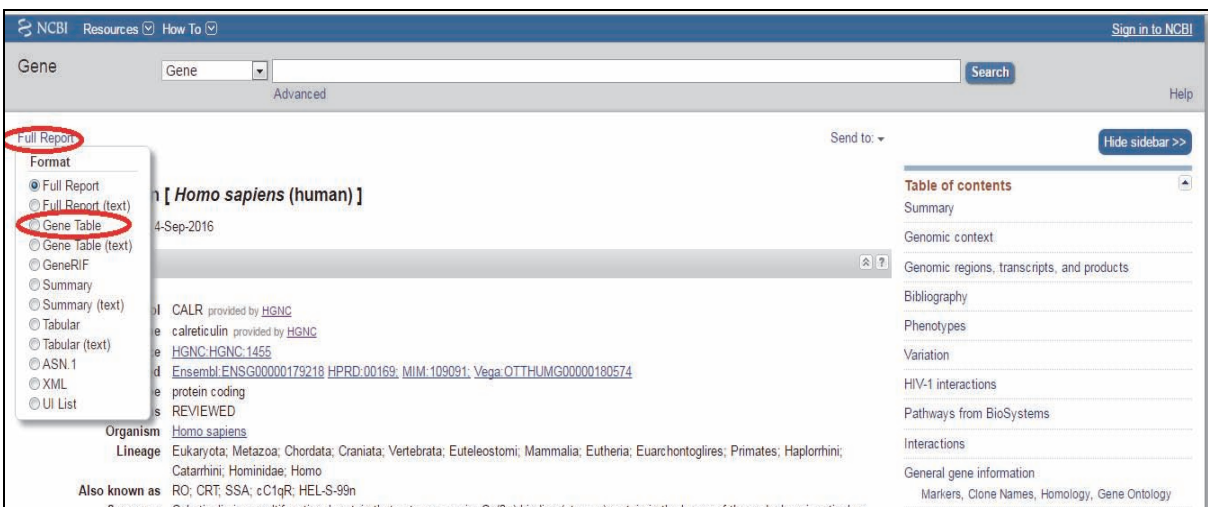 NCBI Resources How To Sign in to NCBI
Gene Gene Search
Advanced Help
Full Report Send to: Hide sidebar >>
Format
Full Report
Full Report (text)
Gene Table
Gene Table (text)
GeneRIF
Summary
Summary (text)
Tabular
Tabular (text)
ASN.1
XML
UI List
[ Homo sapiens (human) ]
4-Sep-2016
CALR provided by HGNC
calreticulin provided by HGNC
HGNC:HGNC:1455
Ensembl:ENSG00000179218 HPRD:00169; MIM:109091; Vega:OTTHUMG00000180574
protein coding
REVIEWED
Organism Homo sapiens
Lineage Eukaryota; Metazoa; Chordata; Craniata; Vertebrata; Euteleostomi; Mammalia; Eutheria; Euarchontoglires; Primates; Haplorrhini;
Catarrhini; Hominidae; Homo
Also known as RO; CRT; SSA; cC1qR; HEL-S-99n
Table of contents
Summary
Genomic context
Genomic regions, transcripts, and products
Bibliography
Phenotypes
Variation
HIV-1 interactions
Pathways from BioSystems
Interactions
General gene information
Markers, Clone Names, Homology, Gene Ontology